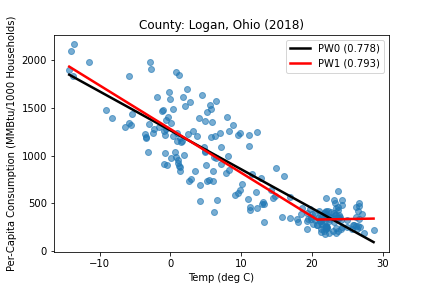 County: Logan, Ohio (2018)
PW0 (0.778)
PW1 (0.793)
Per-Capita Consumption (MMBtu/1000 Households)
2000
1500
1000
500
0
−10
0
10
20
30
Temp (deg C)